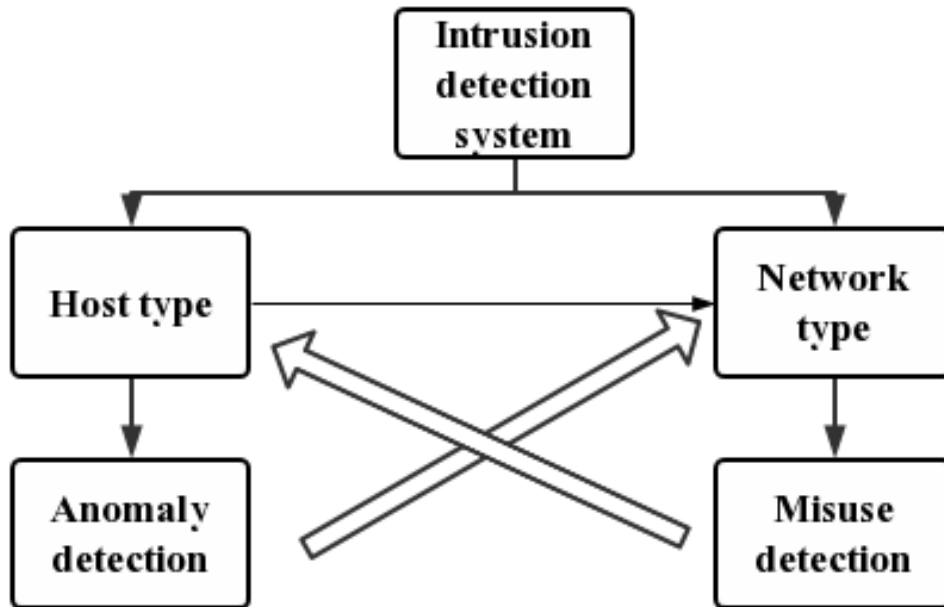 Intrusion
detection
system
Host type
Network
type
Anomaly
detection
Misuse
detection